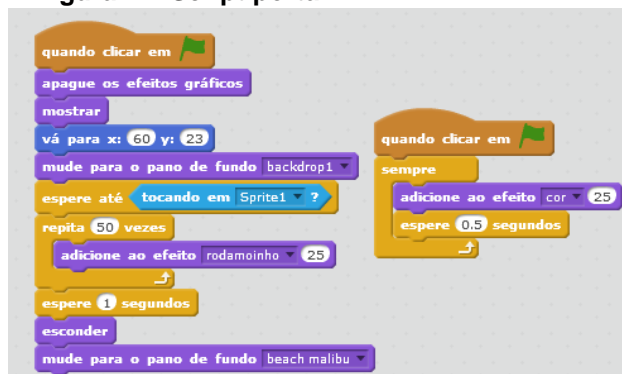 quando clicar em
apague os efeitos gráficos
mostrar
vá para x: 60 y: 23
mude para o pano de fundo backdrop1
espere até tocando em Sprite1 ?
repita 50 vezes
adicione ao efeito rodamoinho 25
espere 1 segundos
esconder
mude para o pano de fundo beach malibu
quando clicar em
sempre
adicione ao efeito cor 25
espere 0.5 segundos